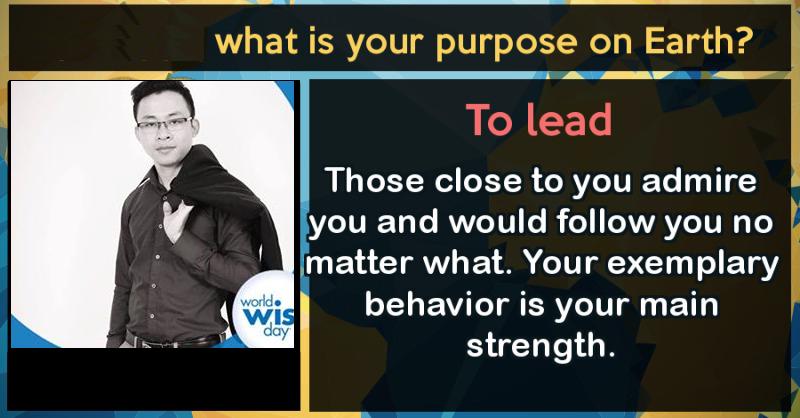 what is your purpose on Earth?
To lead
Those close to you admire
you and would follow you no
matter what. Your exemplary
behavior is your main
strength.
world
wis
day